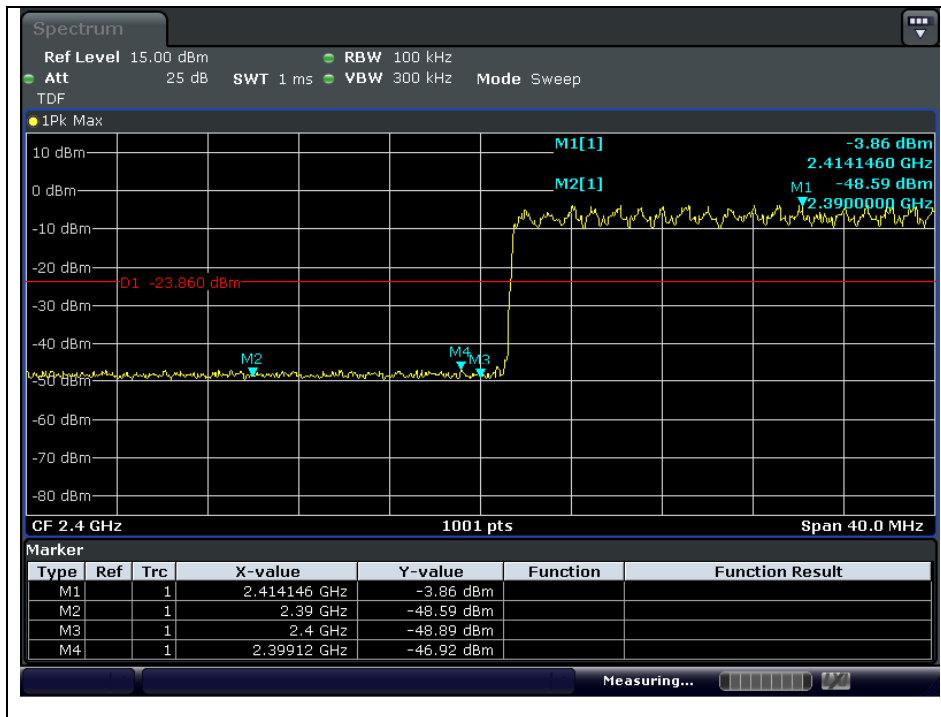 Spectrum
Ref Level 15.00 dBm RBW 100 kHz
Att 25 dB SWT 1 ms VBW 300 kHz Mode Sweep
TDF
1Pk Max
M1[1] -3.86 dBm
2.4141460 GHz
M2[1] -48.59 dBm
2.3900000 GHz
10 dBm
0 dBm
-10 dBm
-20 dBm
-30 dBm
-40 dBm
-50 dBm
-60 dBm
-70 dBm
-80 dBm
D1 -23.860 dBm
M1
M2
M4
M3
CF 2.4 GHz 1001 pts Span 40.0 MHz
Marker
Type Ref Trc X-value Y-value Function Function Result
M1 1 2.414146 GHz -3.86 dBm
M2 1 2.39 GHz -48.59 dBm
M3 1 2.4 GHz -48.89 dBm
M4 1 2.39912 GHz -46.92 dBm
Measuring...